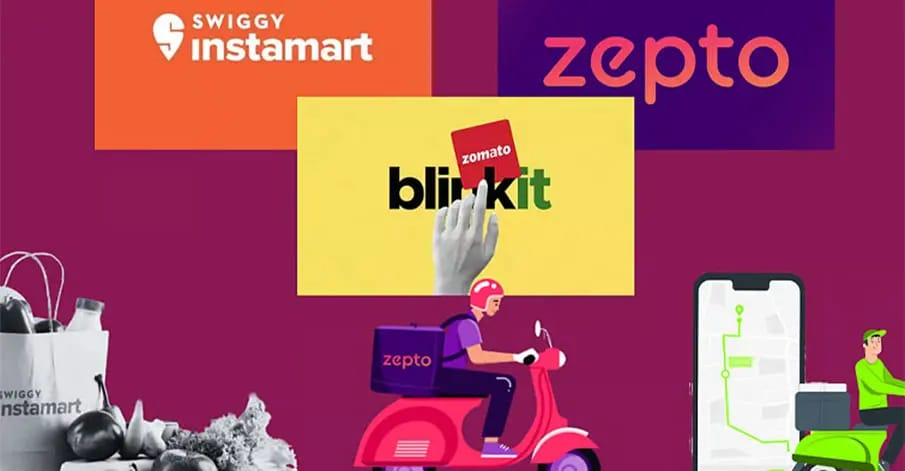 SWIGGY
instamart
zepto
zomato
blinkit
zepto
SWIGGY
instamart